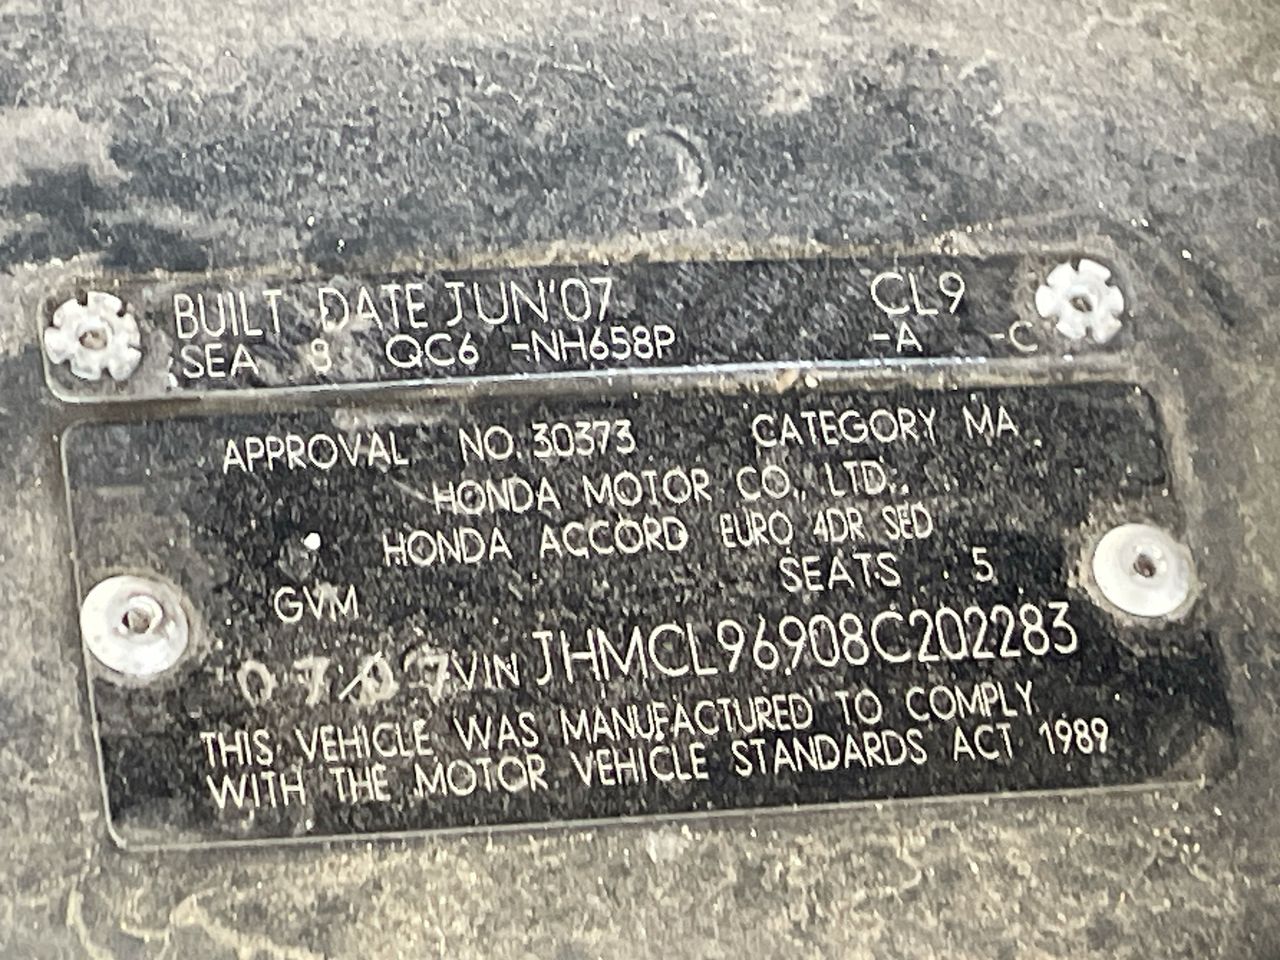 BUILT DATE JUN'07 CL9
SEA 8 QC6 -NH658P -A -C
APPROVAL NO. 30373 CATEGORY MA
HONDA MOTOR CO., LTD.
HONDA ACCORD EURO 4DR SED
GVM SEATS 5
07/07 VIN JHMCL96908C202283
THIS VEHICLE WAS MANUFACTURED TO COMPLY
WITH THE MOTOR VEHICLE STANDARDS ACT 1989